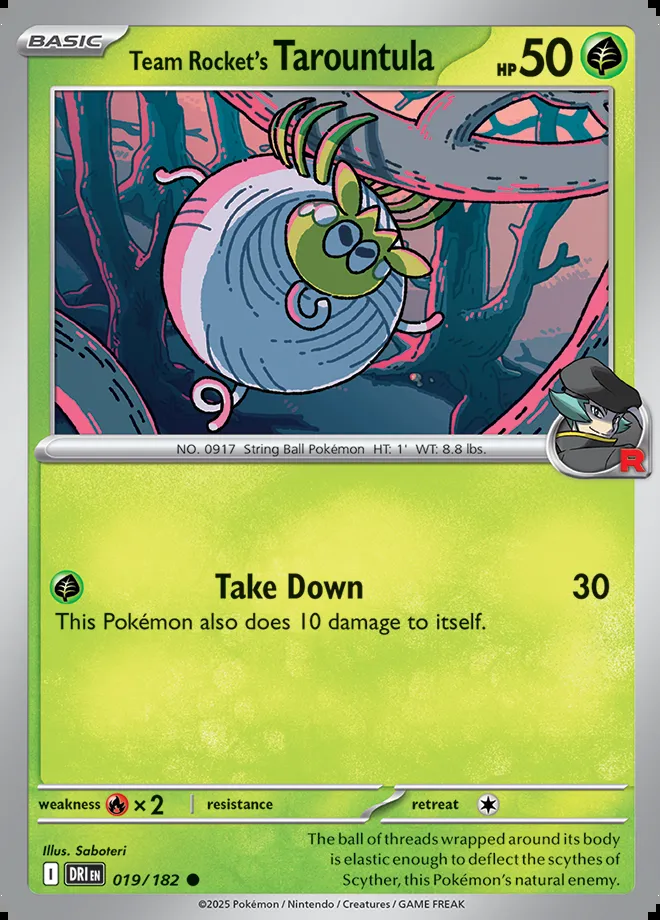 BASIC
Team Rocket's Tarountula HP 50
NO. 0917 String Ball Pokémon HT: 1' WT: 8.8 lbs.
R
Take Down 30
This Pokémon also does 10 damage to itself.
weakness ×2 resistance retreat
Illus. Saboteri
I DRI EN 019/182
The ball of threads wrapped around its body
is elastic enough to deflect the scythes of
Scyther, this Pokémon's natural enemy.
©2025 Pokémon / Nintendo / Creatures / GAME FREAK